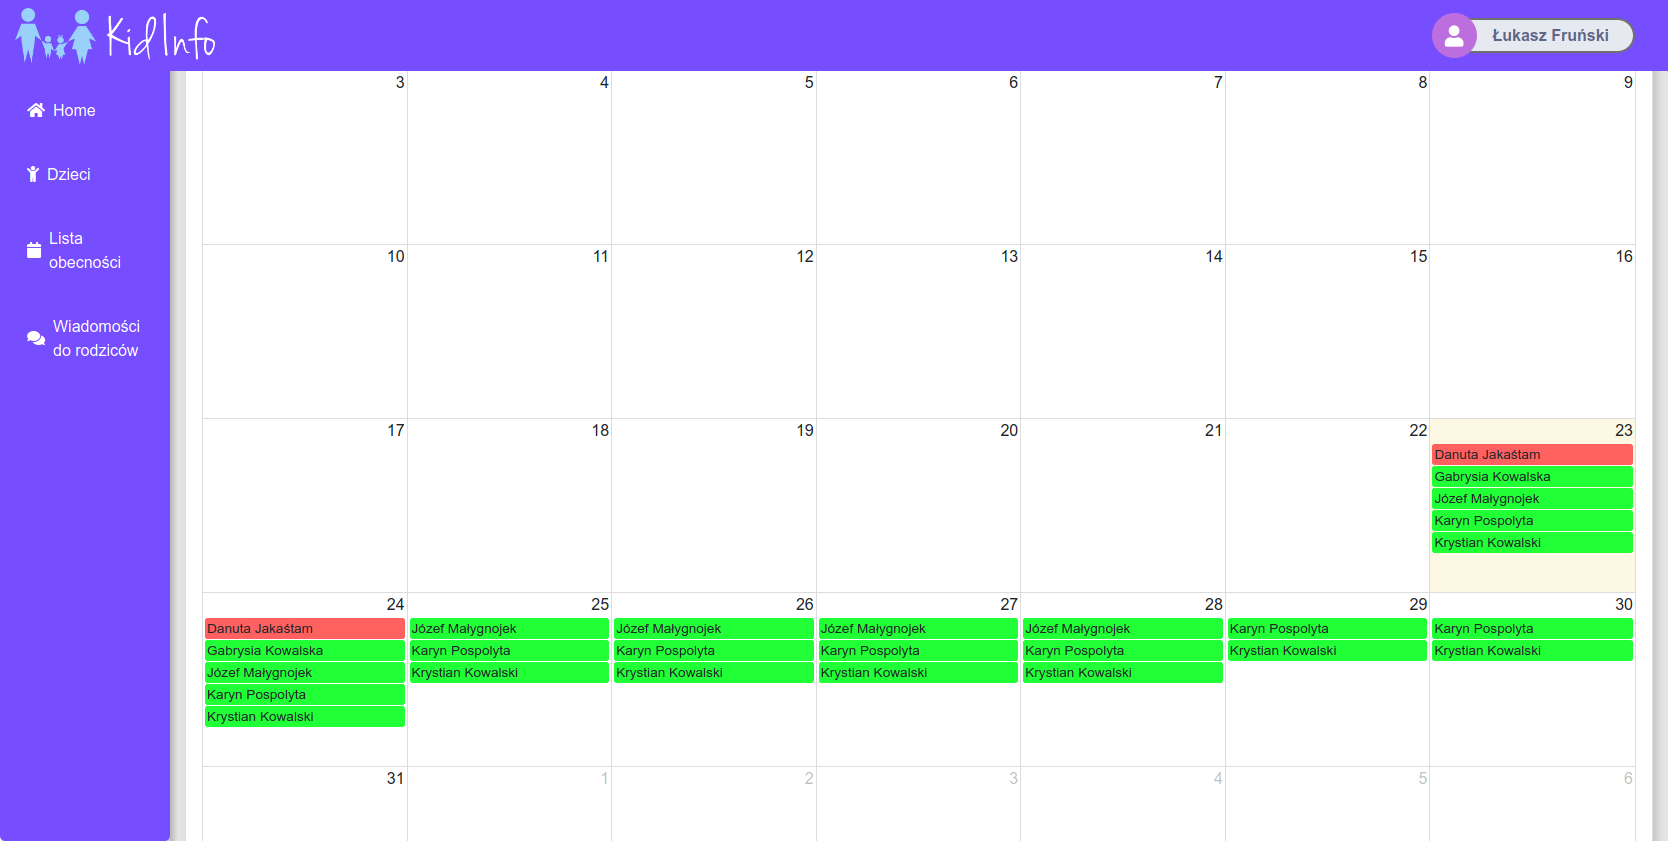 KidInfo
Łukasz Fruński
Home
Dzieci
Lista
obecności
Wiadomości
do rodziców
3 4 5 6 7 8 9
10 11 12 13 14 15 16
17 18 19 20 21 22 23
Danuta Jakaśtam
Gabrysia Kowalska
Józef Małygnojek
Karyn Pospolyta
Krystian Kowalski
24 25 26 27 28 29 30
Danuta Jakaśtam Józef Małygnojek Józef Małygnojek Józef Małygnojek Józef Małygnojek Karyn Pospolyta Karyn Pospolyta
Gabrysia Kowalska Karyn Pospolyta Karyn Pospolyta Karyn Pospolyta Karyn Pospolyta Krystian Kowalski Krystian Kowalski
Józef Małygnojek Krystian Kowalski Krystian Kowalski Krystian Kowalski Krystian Kowalski
Karyn Pospolyta
Krystian Kowalski
31 1 2 3 4 5 6